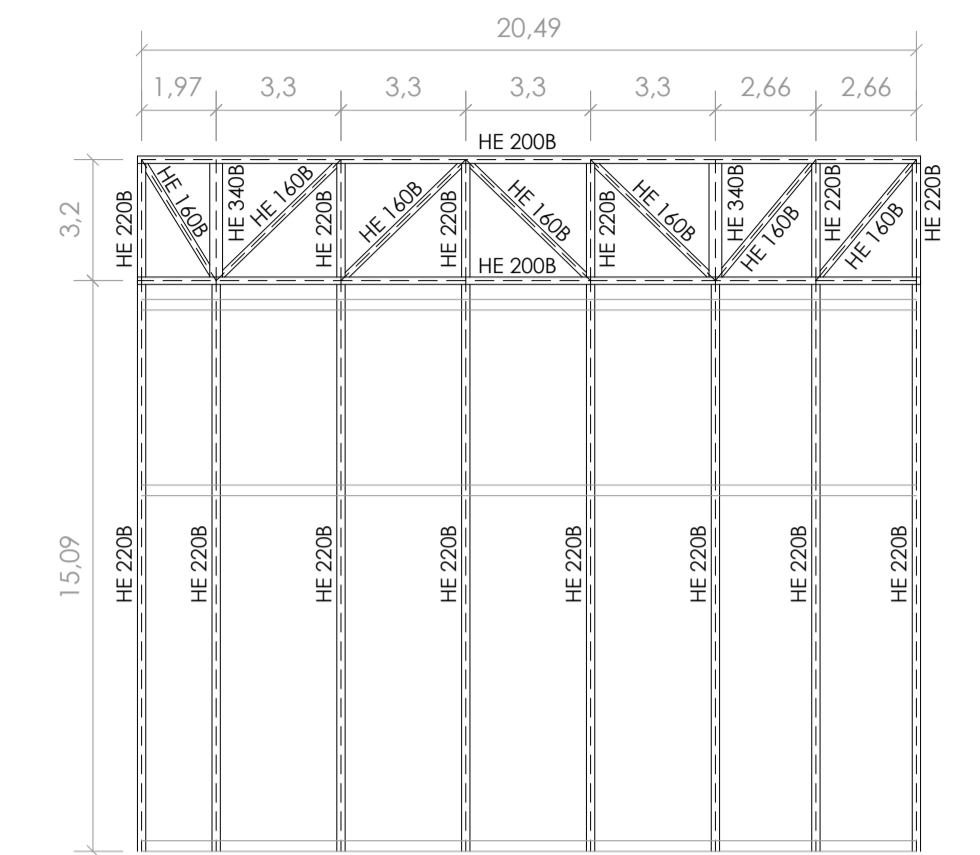 20,49
1,97
3,3
3,3
3,3
3,3
2,66
2,66
HE 200B
3,2
HE 220B
HE 160B
HE 340B
HE 160B
HE 220B
HE 160B
HE 220B
HE 160B
HE 220B
HE 160B
HE 340B
HE 160B
HE 220B
HE 160B
HE 220B
HE 200B
15,09
HE 220B
HE 220B
HE 220B
HE 220B
HE 220B
HE 220B
HE 220B
HE 220B